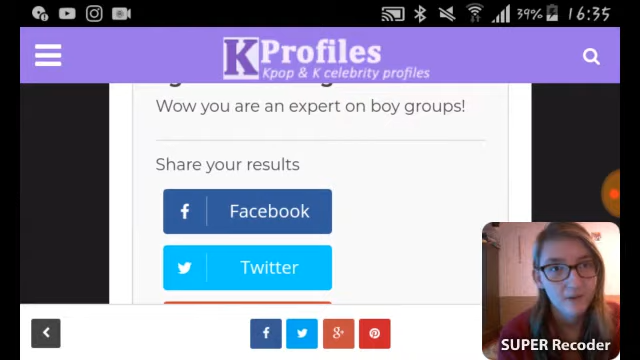 39% 16:35
KProfiles
Kpop & K celebrity profiles
Wow you are an expert on boy groups!
Share your results
f Facebook
Twitter
f g+
SUPER Recoder